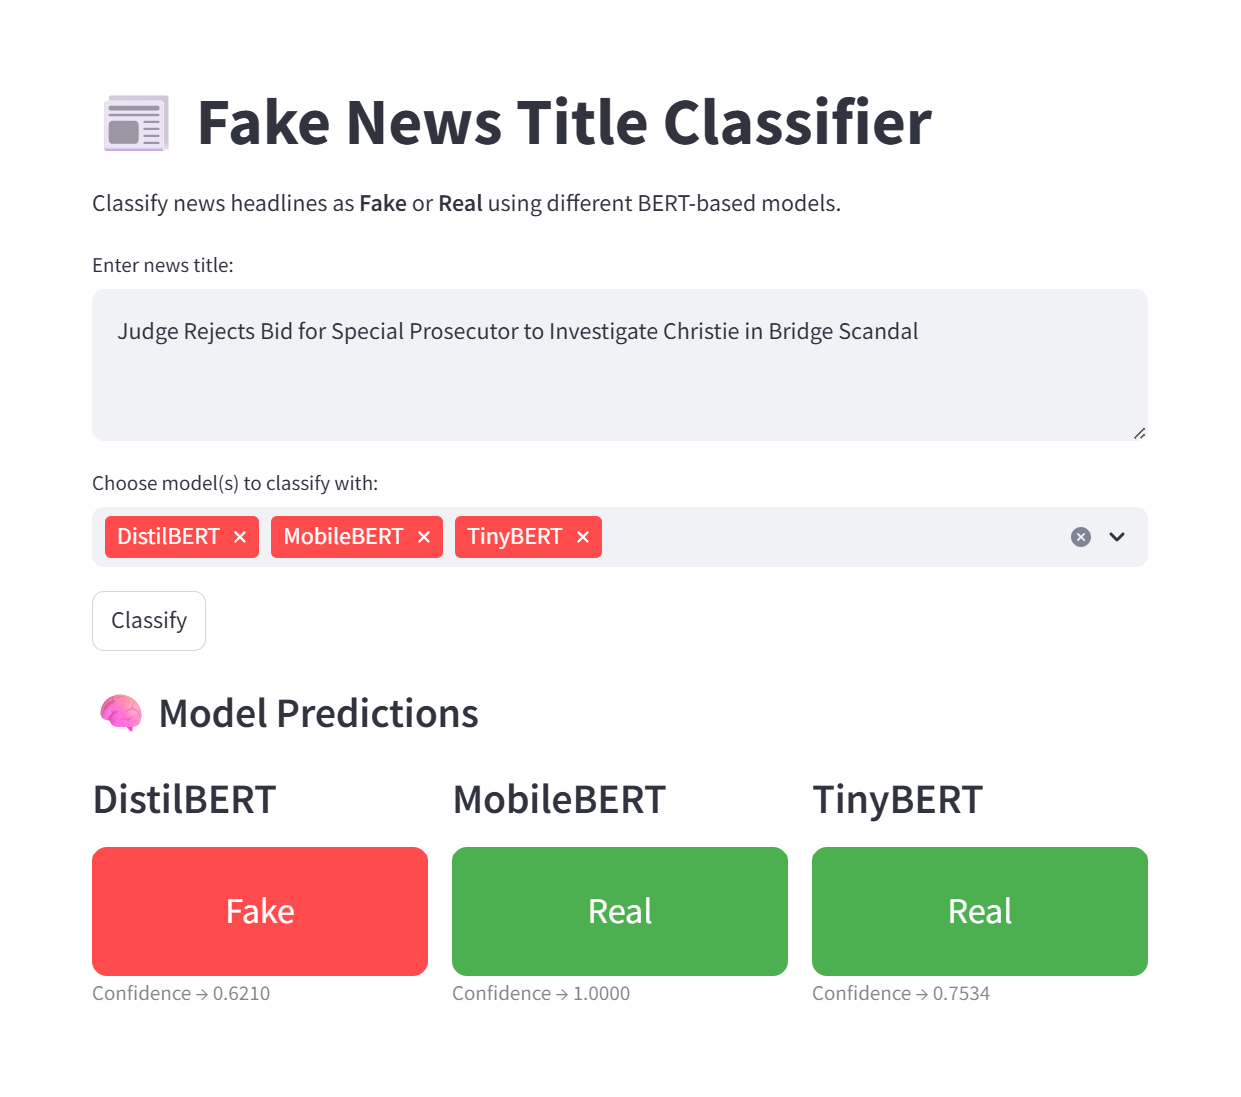 Fake News Title Classifier
Classify news headlines as Fake or Real using different BERT-based models.
Enter news title:
Judge Rejects Bid for Special Prosecutor to Investigate Christie in Bridge Scandal
Choose model(s) to classify with:
DistilBERT × MobileBERT × TinyBERT ×
Classify
Model Predictions
DistilBERT MobileBERT TinyBERT
Fake Real Real
Confidence → 0.6210 Confidence → 1.0000 Confidence → 0.7534